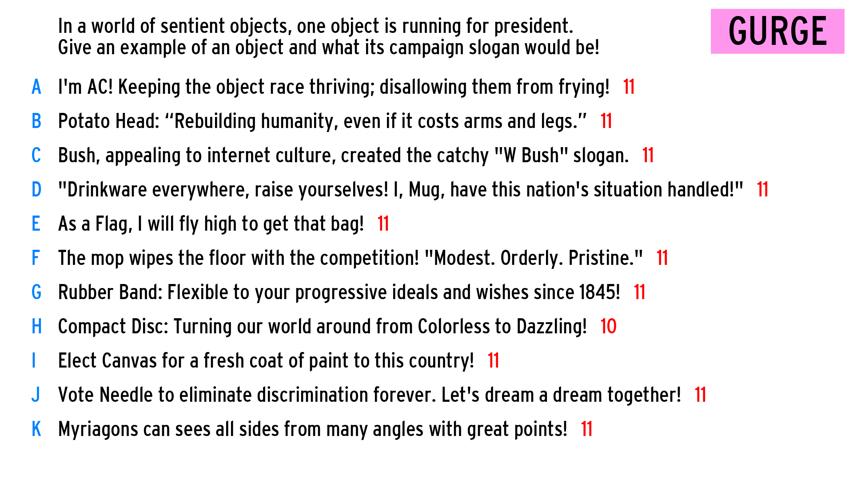 In a world of sentient objects, one object is running for president.
Give an example of an object and what its campaign slogan would be!
GURGE
A I'm AC! Keeping the object race thriving; disallowing them from frying! 11
B Potato Head: “Rebuilding humanity, even if it costs arms and legs.” 11
C Bush, appealing to internet culture, created the catchy "W Bush" slogan. 11
D "Drinkware everywhere, raise yourselves! I, Mug, have this nation's situation handled!" 11
E As a Flag, I will fly high to get that bag! 11
F The mop wipes the floor with the competition! "Modest. Orderly. Pristine." 11
G Rubber Band: Flexible to your progressive ideals and wishes since 1845! 11
H Compact Disc: Turning our world around from Colorless to Dazzling! 10
I Elect Canvas for a fresh coat of paint to this country! 11
J Vote Needle to eliminate discrimination forever. Let's dream a dream together! 11
K Myriagons can sees all sides from many angles with great points! 11